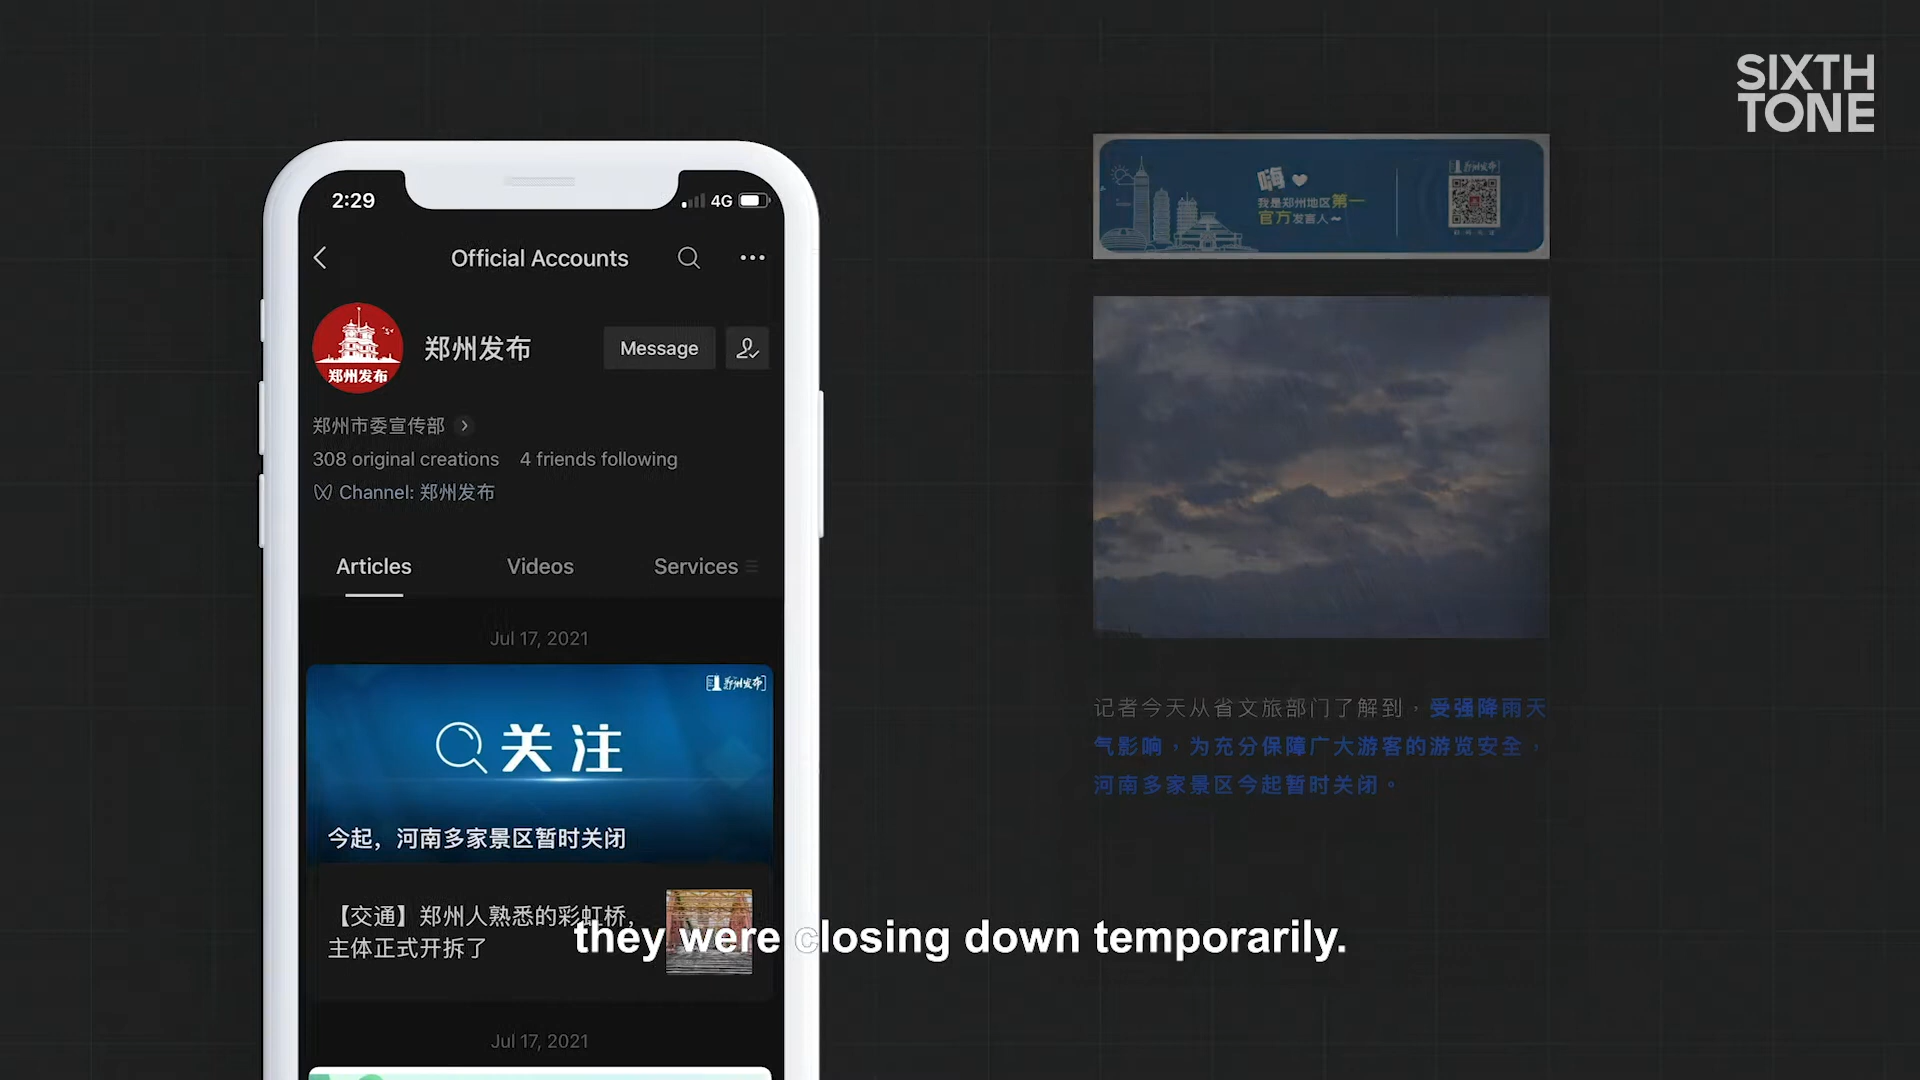 SIXTH
TONE
2:29
4G
Official Accounts
郑州发布
郑州发布
Message
郑州市委宣传部
308 original creations 4 friends following
Channel: 郑州发布
Articles Videos Services
Jul 17, 2021
郑州发布
关注
今起，河南多家景区暂时关闭
【交通】郑州人熟悉的彩虹桥，
主体正式开拆了
Jul 17, 2021
嗨
我是郑州地区第一
官方发言人~
郑州发布
记者今天从省文旅部门了解到，受强降雨天
气影响，为充分保障广大游客的游览安全，
河南多家景区今起暂时关闭。
they were closing down temporarily.